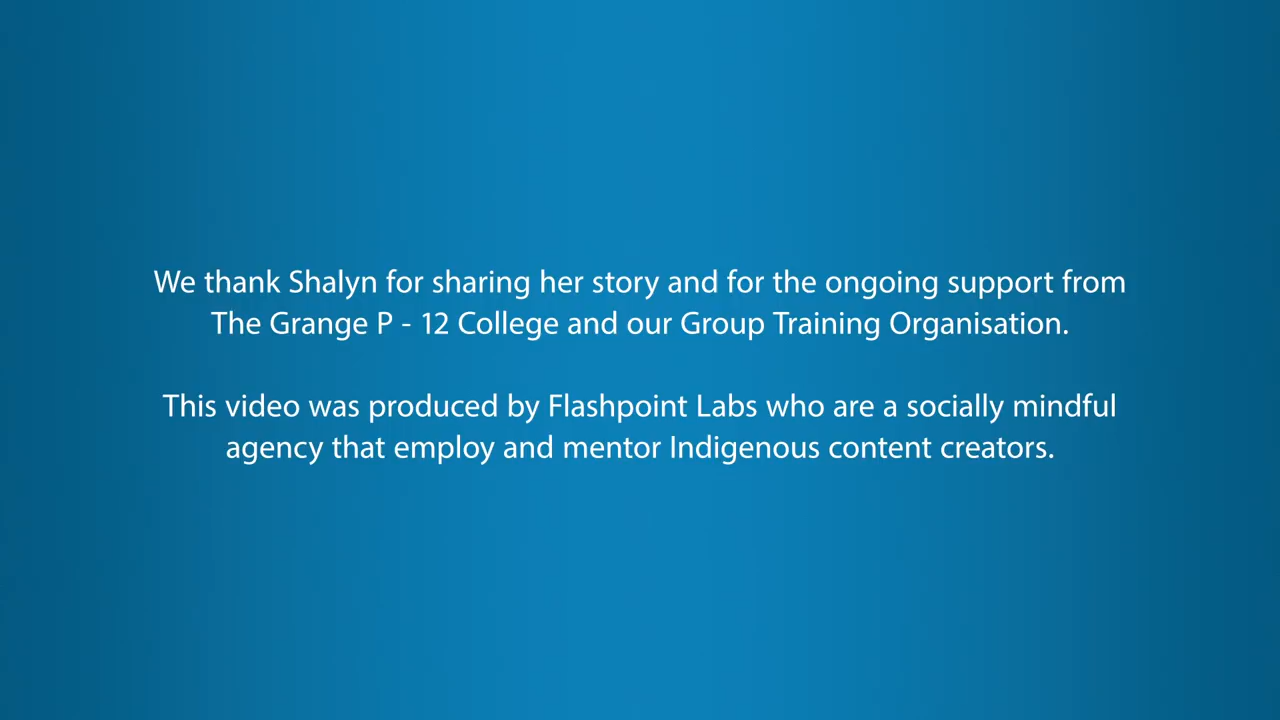 We thank Shalyn for sharing her story and for the ongoing support from
The Grange P - 12 College and our Group Training Organisation.
This video was produced by Flashpoint Labs who are a socially mindful
agency that employ and mentor Indigenous content creators.